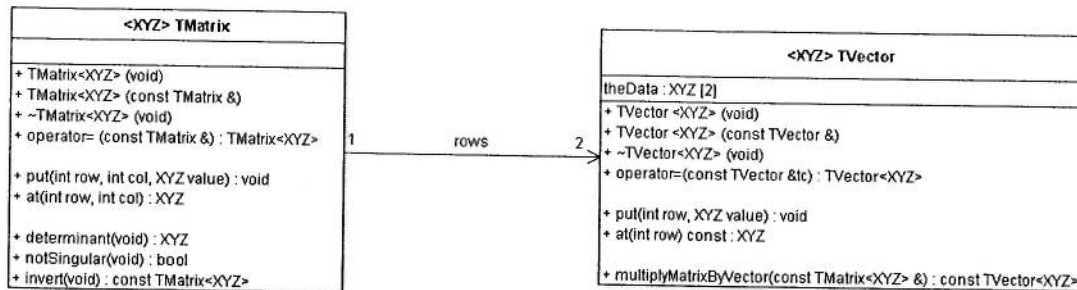 <XYZ> TMatrix
+ TMatrix<XYZ> (void)
+ TMatrix<XYZ> (const TMatrix &)
+ ~TMatrix<XYZ> (void)
+ operator= (const TMatrix &) : TMatrix<XYZ>
+ put(int row, int col, XYZ value) : void
+ at(int row, int col) : XYZ
+ determinant(void) : XYZ
+ notSingular(void) : bool
+ invert(void) : const TMatrix<XYZ>
1
rows
2
<XYZ> TVector
theData : XYZ [2]
+ TVector <XYZ> (void)
+ TVector <XYZ> (const TVector &)
+ ~TVector<XYZ> (void)
+ operator=(const TVector &tc) : TVector<XYZ>
+ put(int row, XYZ value) : void
+ at(int row) const : XYZ
+ multiplyMatrixByVector(const TMatrix<XYZ> &) : const TVector<XYZ>